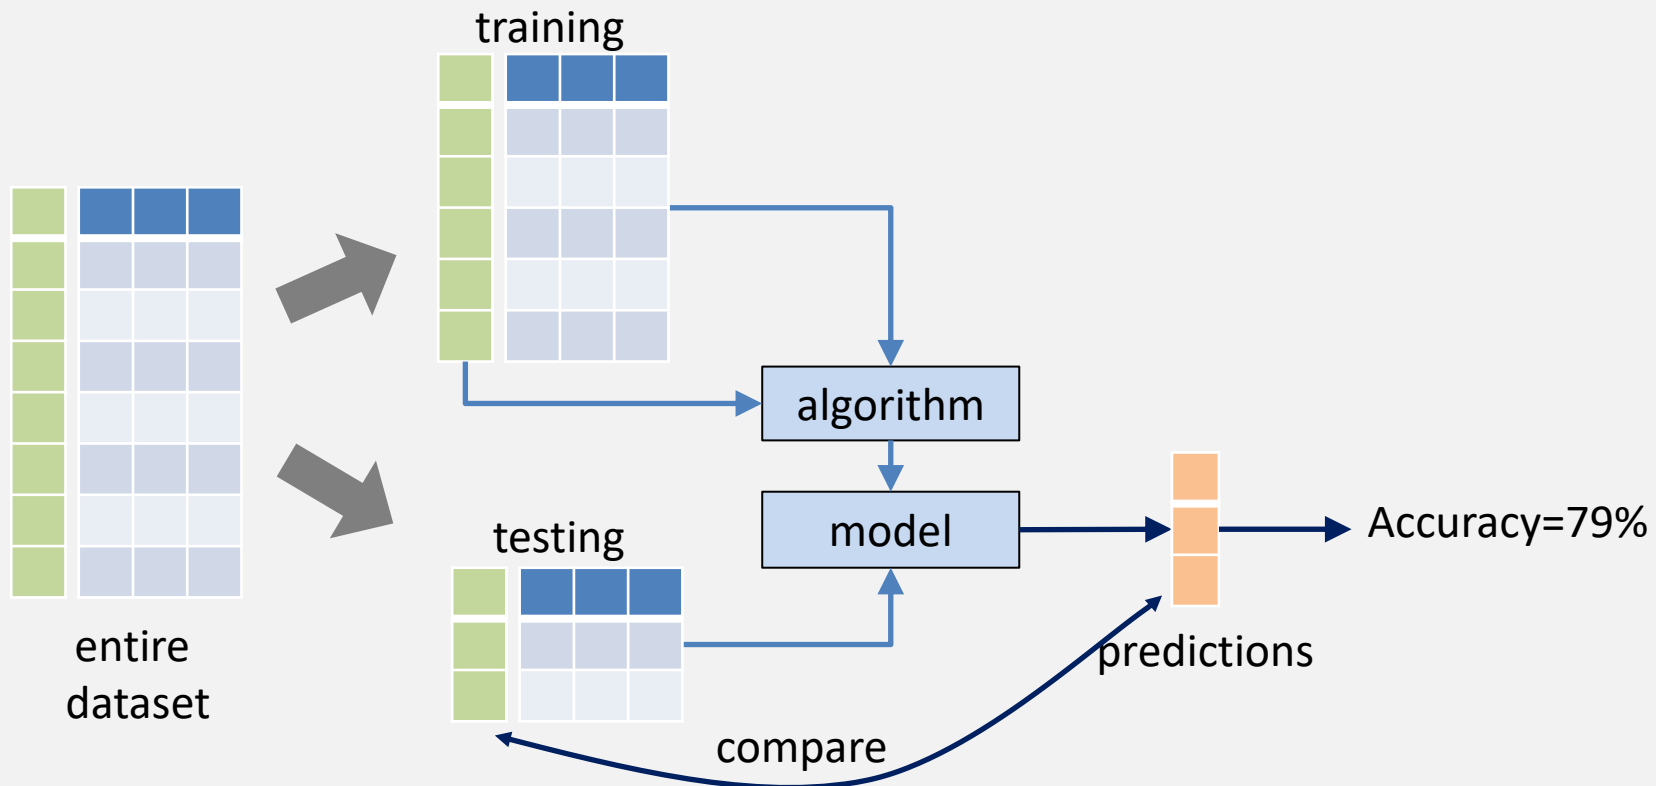 training
entire
dataset
testing
algorithm
model
predictions
Accuracy=79%
compare